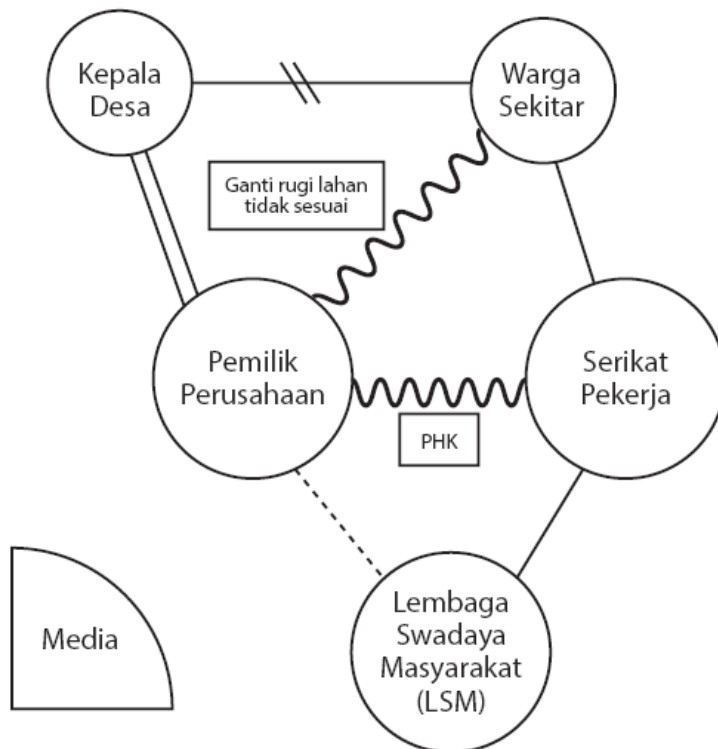 Kepala
Desa
Warga
Sekitar
Ganti rugi lahan
tidak sesuai
Pemilik
Perusahaan
Serikat
Pekerja
PHK
Media
Lembaga
Swadaya
Masyarakat
(LSM)